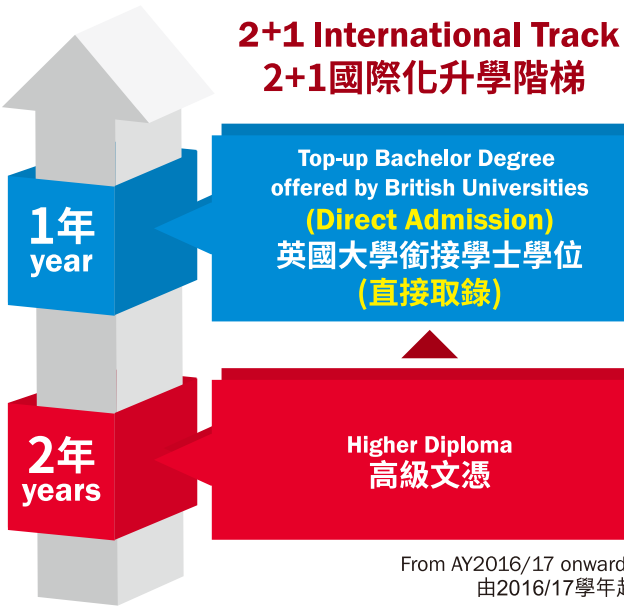 2+1 International Track
2+1國際化升學階梯
1年
year
Top-up Bachelor Degree
offered by British Universities
(Direct Admission)
英國大學銜接學士學位
(直接取錄)
2年
years
Higher Diploma
高級文憑
From AY2016/17 onward
由2016/17學年起